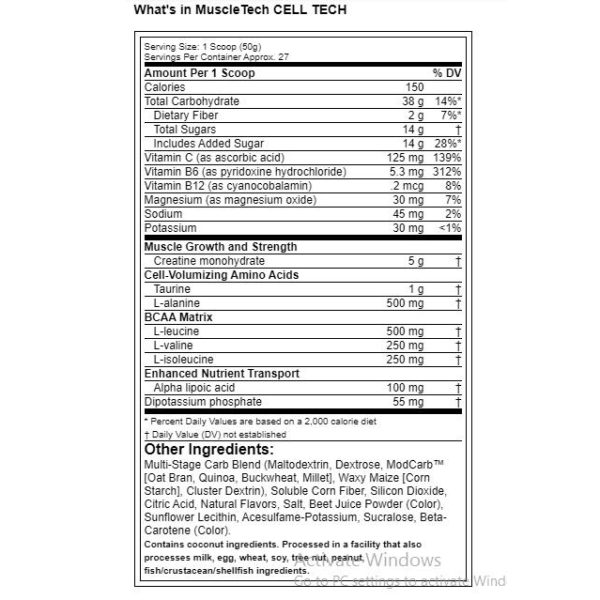 What's in MuscleTech CELL TECH
Serving Size: 1 Scoop (50g)
Servings Per Container Approx. 27
Amount Per 1 Scoop % DV
Calories 150
Total Carbohydrate 38 g 14%*
Dietary Fiber 2 g 7%*
Total Sugars 14 g †
Includes Added Sugar 14 g 28%*
Vitamin C (as ascorbic acid) 125 mg 139%
Vitamin B6 (as pyridoxine hydrochloride) 5.3 mg 312%
Vitamin B12 (as cyanocobalamin) .2 mcg 8%
Magnesium (as magnesium oxide) 30 mg 7%
Sodium 45 mg 2%
Potassium 30 mg <1%
Muscle Growth and Strength
Creatine monohydrate 5 g †
Cell-Volumizing Amino Acids
Taurine 1 g †
L-alanine 500 mg †
BCAA Matrix
L-leucine 500 mg †
L-valine 250 mg †
L-isoleucine 250 mg †
Enhanced Nutrient Transport
Alpha lipoic acid 100 mg †
Dipotassium phosphate 55 mg †
* Percent Daily Values are based on a 2,000 calorie diet
† Daily Value (DV) not established
Other Ingredients:
Multi-Stage Carb Blend (Maltodextrin, Dextrose, ModCarb™
[Oat Bran, Quinoa, Buckwheat, Millet], Waxy Maize [Corn
Starch], Cluster Dextrin), Soluble Corn Fiber, Silicon Dioxide,
Citric Acid, Natural Flavors, Salt, Beet Juice Powder (Color),
Sunflower Lecithin, Acesulfame-Potassium, Sucralose, Beta-
Carotene (Color).
Contains coconut ingredients. Processed in a facility that also
processes milk, egg, wheat, soy, tree nut, peanut,
fish/crustacean/shellfish ingredients.
Activate Windows
Go to PC settings to activate Wind